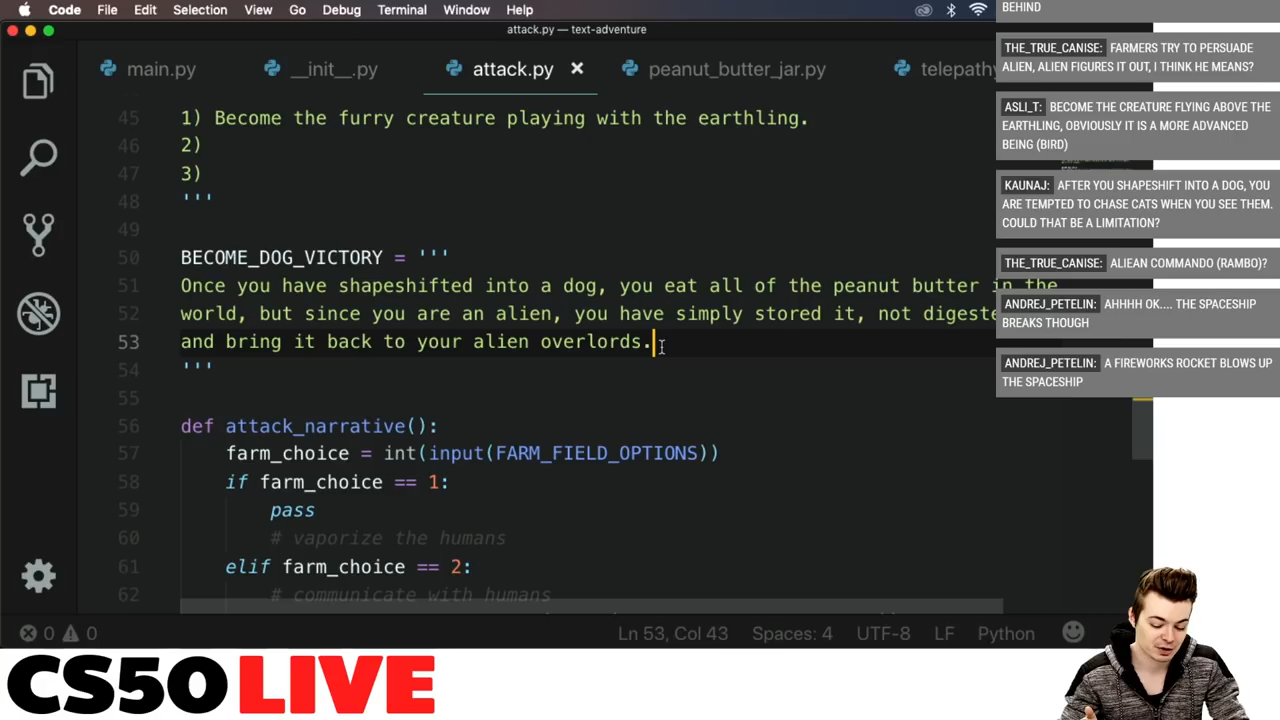 Code File Edit Selection View Go Debug Terminal Window Help
attack.py — text-adventure
main.py __init__.py attack.py peanut_butter_jar.py telepathy
45 1) Become the furry creature playing with the earthling.
46 2)
47 3)
48 '''
49
50 BECOME_DOG_VICTORY = '''
51 Once you have shapeshifted into a dog, you eat all of the peanut butter in the
52 world, but since you are an alien, you have simply stored it, not digeste
53 and bring it back to your alien overlords.
54 '''
55
56 def attack_narrative():
57 farm_choice = int(input(FARM_FIELD_OPTIONS))
58 if farm_choice == 1:
59 pass
60 # vaporize the humans
61 elif farm_choice == 2:
62 # communicate with humans
0 0 Ln 53, Col 43 Spaces: 4 UTF-8 LF Python
BEHIND
THE_TRUE_CANISE: FARMERS TRY TO PERSUADE
ALIEN, ALIEN FIGURES IT OUT, I THINK HE MEANS?
ASLI_T: BECOME THE CREATURE FLYING ABOVE THE
EARTHLING, OBVIOUSLY IT IS A MORE ADVANCED
BEING (BIRD)
KAUNAJ: AFTER YOU SHAPESHIFT INTO A DOG, YOU
ARE TEMPTED TO CHASE CATS WHEN YOU SEE THEM.
COULD THAT BE A LIMITATION?
THE_TRUE_CANISE: ALIEAN COMMANDO (RAMBO)?
ANDREJ_PETELIN: AHHHH OK.... THE SPACESHIP
BREAKS THOUGH
ANDREJ_PETELIN: A FIREWORKS ROCKET BLOWS UP
THE SPACESHIP
CS50 LIVE